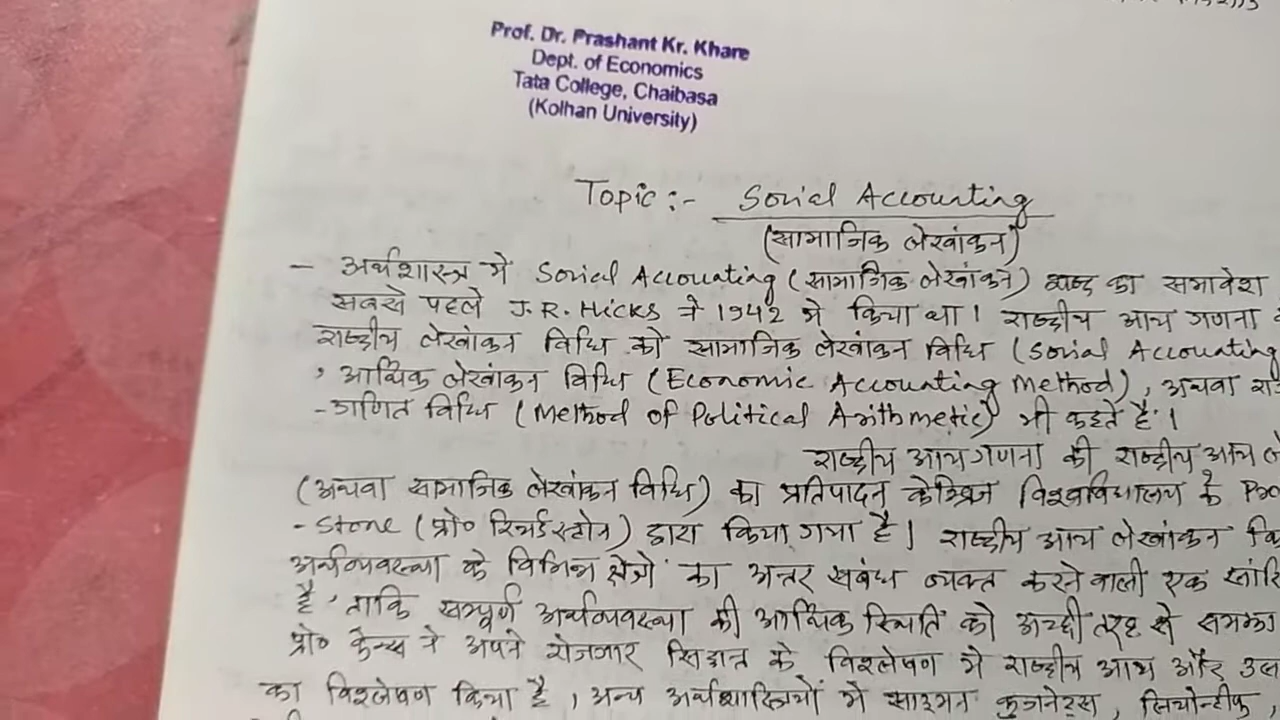 Prof. Dr. Prashant Kr. Khare
Dept. of Economics
Tata College, Chaibasa
(Kolhan University)
Topic :- Social Accounting
(सामाजिक लेखांकन)
- अर्थशास्त्र में Social Accounting (सामाजिक लेखांकन) शब्द का समावेश
सबसे पहले J. R. Hicks ने 1942 में किया था। राष्ट्रीय आय गणना
राष्ट्रीय लेखांकन विधि को सामाजिक लेखांकन विधि (Social Accounting
, आर्थिक लेखांकन विधि (Economic Accounting Method), अथवा
- गणित विधि (Method of Political Arithmetic) भी कहते है।
राष्ट्रीय आय गणना की राष्ट्रीय आय
(अथवा सामाजिक लेखांकन विधि) का प्रतिपादन केम्ब्रिज विश्वविद्यालय के
- Stone (प्रो० रिचर्ड स्टोन) द्वारा किया गया है। राष्ट्रीय आय लेखांकन
अर्थव्यवस्था के विभिन्न क्षेत्रो का अन्तर संबंध व्यक्त करने वाली एक
है, ताकि सम्पूर्ण अर्थव्यवस्था की आर्थिक स्थिति को अच्छी तरह से समझा
प्रो० केन्स ने अपने रोजगार सिद्धान्त के विश्लेषण में राष्ट्रीय आय और
का विश्लेषण किया है, अन्य अर्थशास्त्रियों में साइमन कुजनेट्स, लियोन्टीफ,